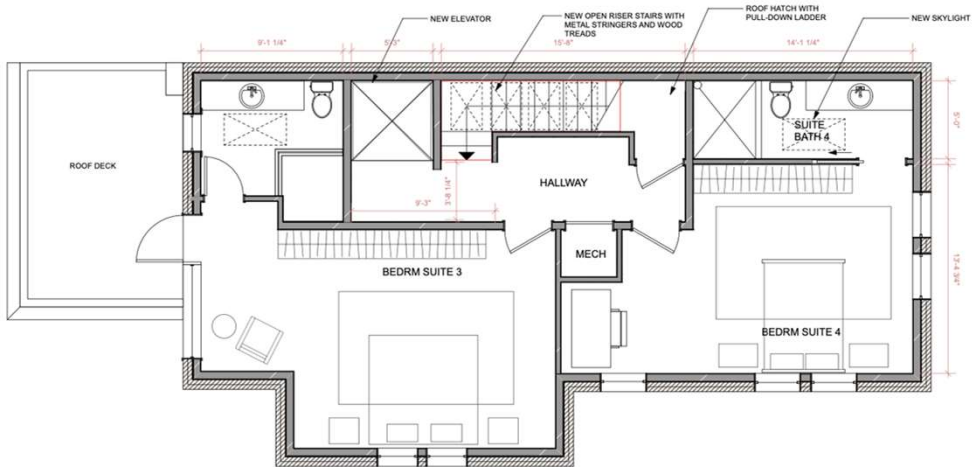 NEW ELEVATOR
NEW OPEN RISER STAIRS WITH
METAL STRINGERS AND WOOD
TREADS
ROOF HATCH WITH
PULL-DOWN LADDER
NEW SKYLIGHT
9'-1 1/4"
5'-3"
15'-8"
14'-1 1/4"
5'-0"
SUITE
BATH 4
ROOF DECK
HALLWAY
3'-8 1/4"
9'-3"
MECH
BEDRM SUITE 3
13'-4 3/4"
BEDRM SUITE 4